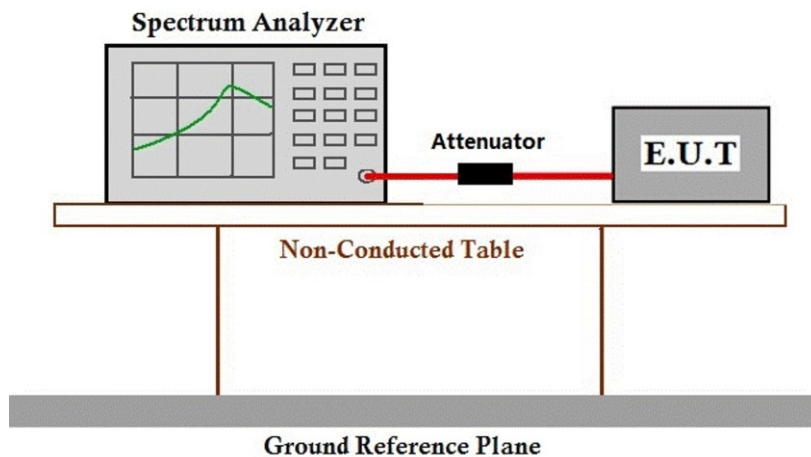 Spectrum Analyzer
Attenuator
E.U.T
Non-Conducted Table
Ground Reference Plane